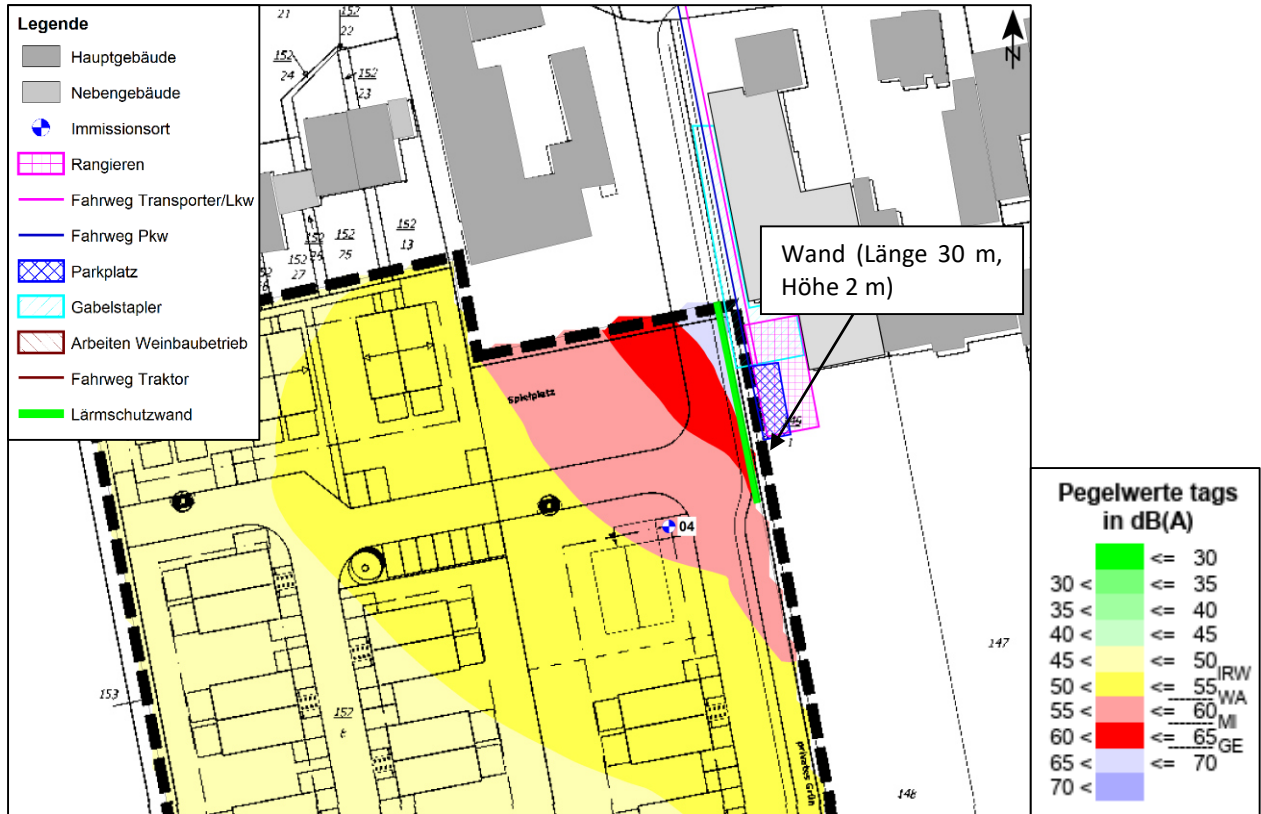 Legende
Hauptgebäude
Nebengebäude
Immissionsort
Rangieren
Fahrweg Transporter/Lkw
Fahrweg Pkw
Parkplatz
Gabelstapler
Arbeiten Weinbaubetrieb
Fahrweg Traktor
Lärmschutzwand
21
152
22
152
24
152
23
152
13
152
75
152
26
152
27
N
Wand (Länge 30 m,
Höhe 2 m)
Spielplatz
1
04
147
153
152
6
148
privates Grün
Pegelwerte tags
in dB(A)
<= 30
30 < <= 35
35 < <= 40
40 < <= 45
45 < <= 50
IRW
50 < <= 55
WA
55 < <= 60
MI
60 < <= 65
GE
65 < <= 70
70 <